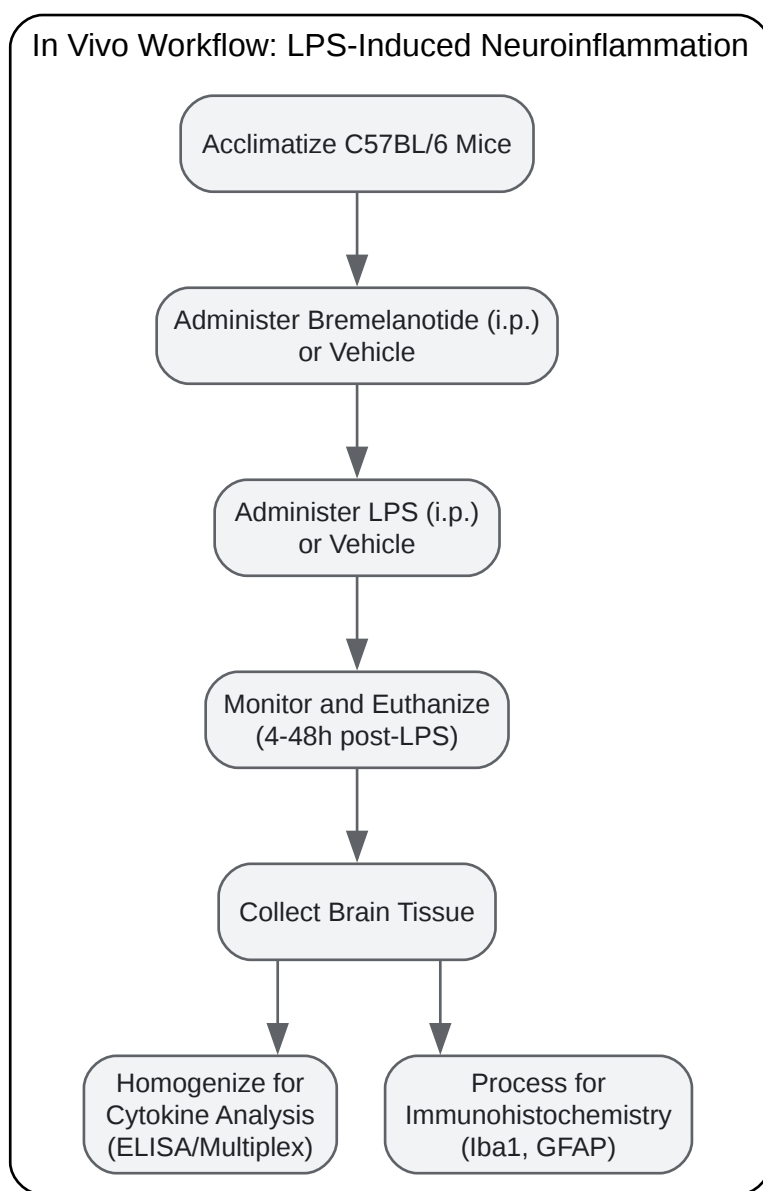 In Vivo Workflow: LPS-Induced Neuroinflammation
Acclimatize C57BL/6 Mice
Administer Bremelanotide (i.p.)
or Vehicle
Administer LPS (i.p.)
or Vehicle
Monitor and Euthanize
(4-48h post-LPS)
Collect Brain Tissue
Homogenize for
Cytokine Analysis
(ELISA/Multiplex)
Process for
Immunohistochemistry
(Iba1, GFAP)